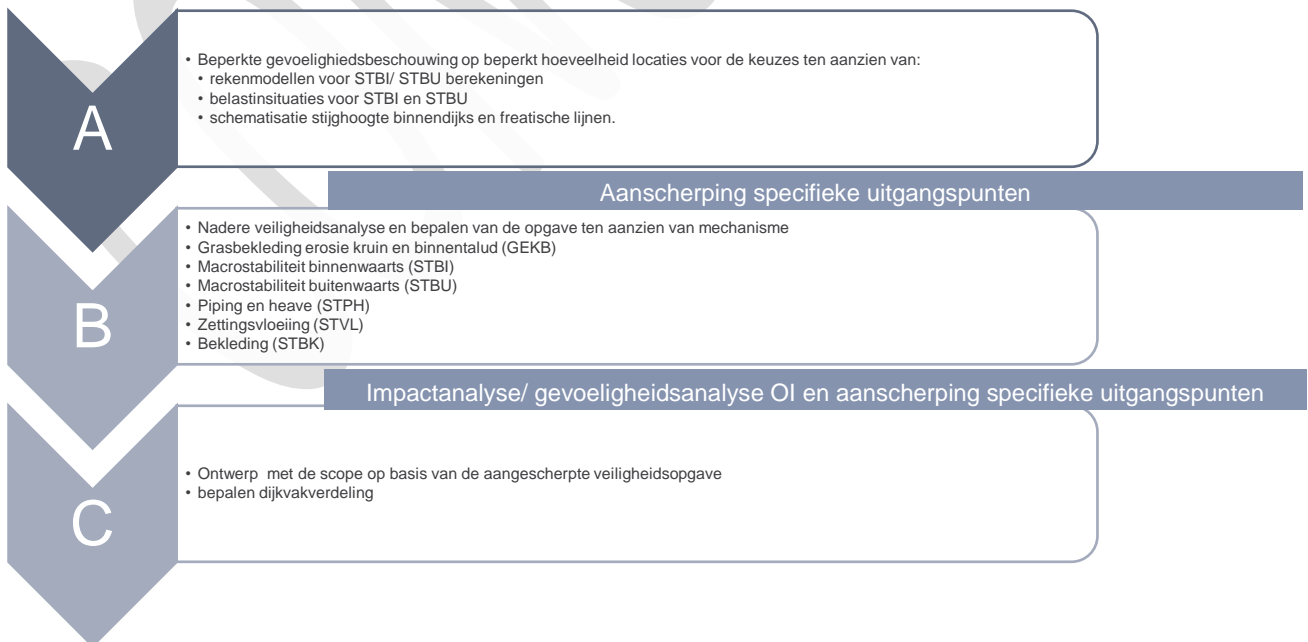 A
• Beperkte gevoelighiedsbeschouwing op beperkt hoeveelheid locaties voor de keuzes ten aanzien van:
• rekenmodellen voor STBI/ STBU berekeningen
• belastinsituaties voor STBI en STBU
• schematisatie stijghoogte binnendijks en freatische lijnen.
Aanscherping specifieke uitgangspunten
B
• Nadere veiligheidsanalyse en bepalen van de opgave ten aanzien van mechanisme
• Grasbekleding erosie kruin en binnentalud (GEKB)
• Macrostabiliteit binnenwaarts (STBI)
• Macrostabiliteit buitenwaarts (STBU)
• Piping en heave (STPH)
• Zettingsvloeiing (STVL)
• Bekleding (STBK)
Impactanalyse/ gevoeligheidsanalyse OI en aanscherping specifieke uitgangspunten
C
• Ontwerp met de scope op basis van de aangescherpte veiligheidsopgave
• bepalen dijkvakverdeling